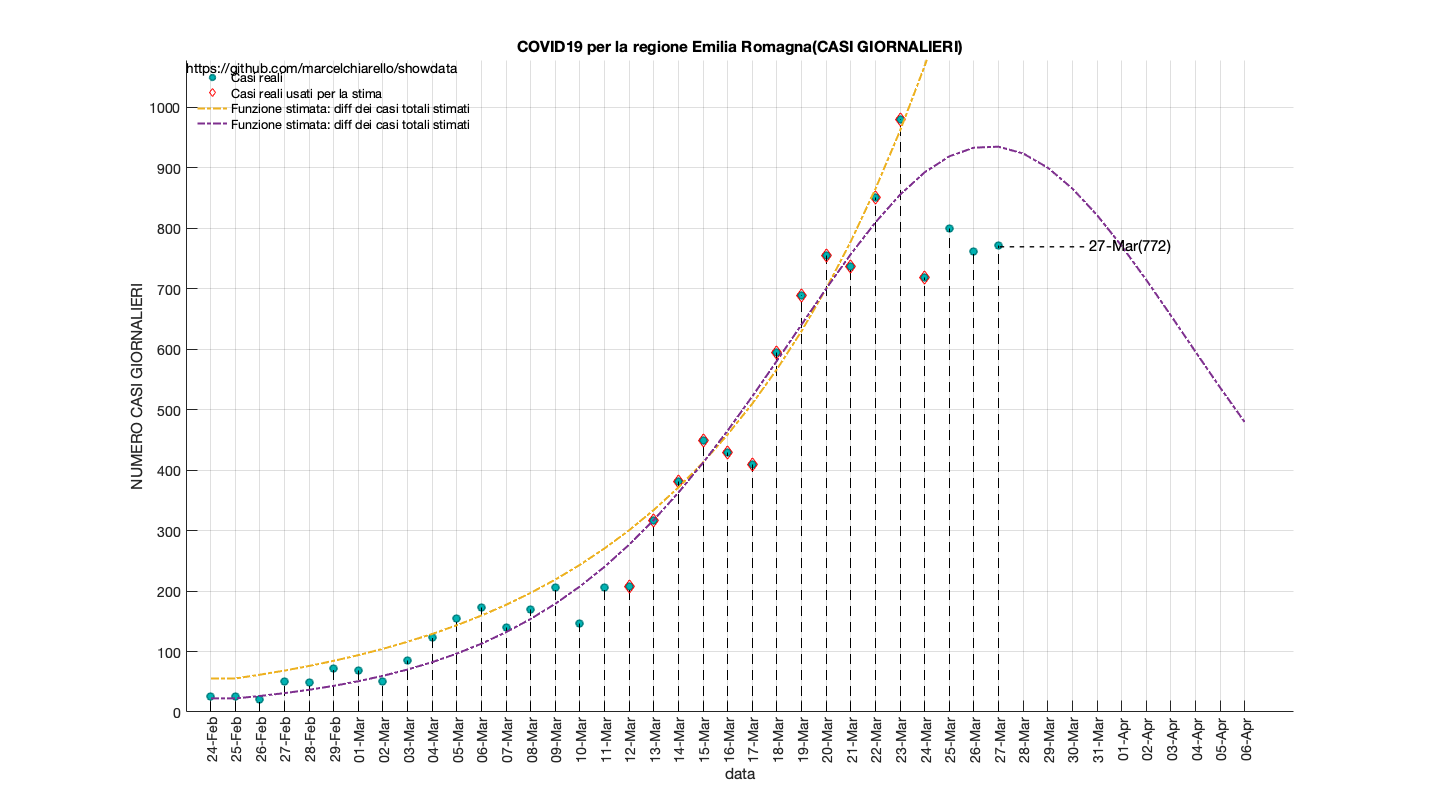 COVID19 per la regione Emilia Romagna(CASI GIORNALIERI)
https://github.com/marcelchiarello/showdata
Casi reali
Casi reali usati per la stima
Funzione stimata: diff dei casi totali stimati
Funzione stimata: diff dei casi totali stimati
NUMERO CASI GIORNALIERI
1000
900
800
700
600
500
400
300
200
100
0
27-Mar(772)
24-Feb
25-Feb
26-Feb
27-Feb
28-Feb
29-Feb
01-Mar
02-Mar
03-Mar
04-Mar
05-Mar
06-Mar
07-Mar
08-Mar
09-Mar
10-Mar
11-Mar
12-Mar
13-Mar
14-Mar
15-Mar
16-Mar
17-Mar
18-Mar
19-Mar
20-Mar
21-Mar
22-Mar
23-Mar
24-Mar
25-Mar
26-Mar
27-Mar
28-Mar
29-Mar
30-Mar
31-Mar
01-Apr
02-Apr
03-Apr
04-Apr
05-Apr
06-Apr
data